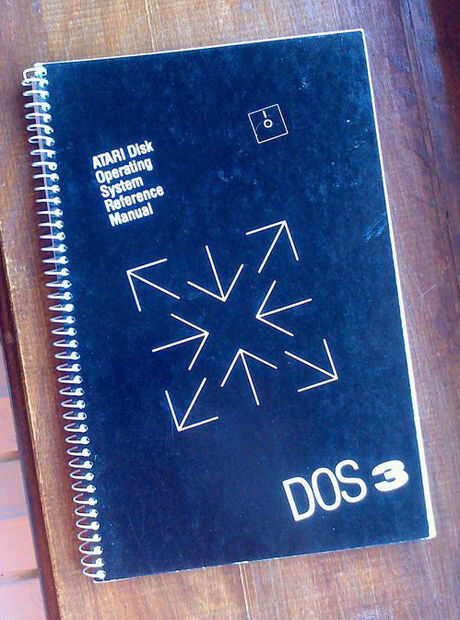 ATARI Disk
Operating
System
Reference
Manual
DOS 3